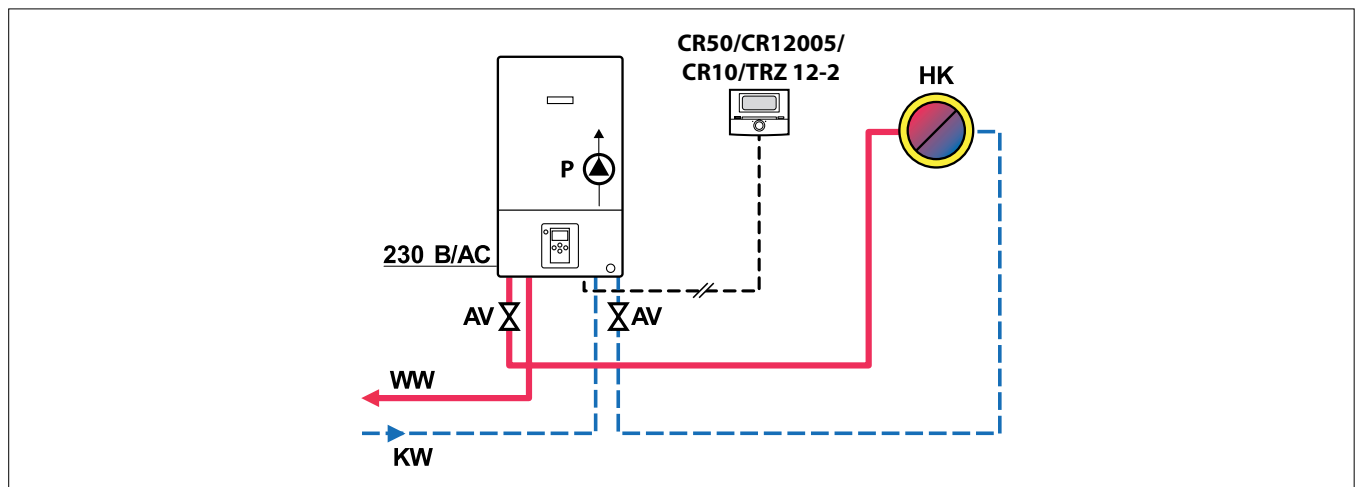 CR50/CR12005/
CR10/TRZ 12-2
HK
P
230 В/AC
AV
AV
WW
KW